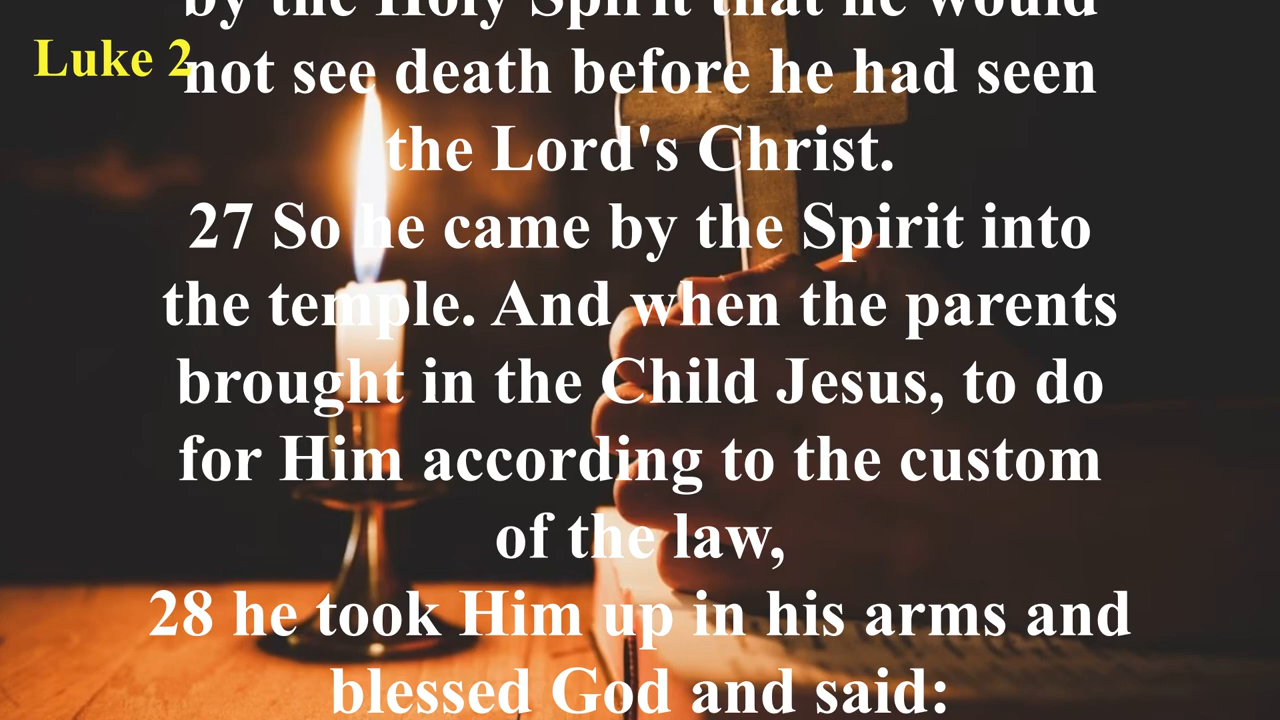 by the Holy Spirit that he would
Luke 2
not see death before he had seen
the Lord's Christ.
27 So he came by the Spirit into
the temple. And when the parents
brought in the Child Jesus, to do
for Him according to the custom
of the law,
28 he took Him up in his arms and
blessed God and said: